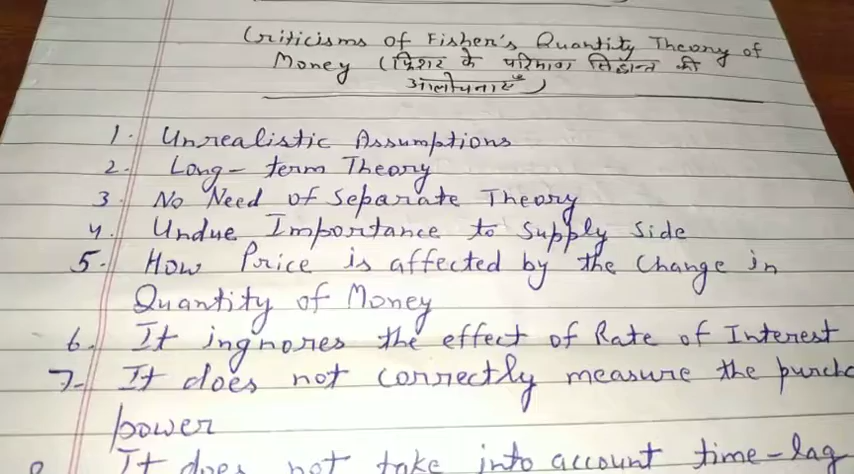 Criticisms of Fisher's Quantity Theory of
Money (फिशर के परिमाण सिद्धान्त की
आलोचनाएँ)
1. Unrealistic Assumptions
2. Long-term Theory
3. No Need of Separate Theory
4. Undue Importance to Supply Side
5. How Price is affected by the Change in
Quantity of Money
6. It ingnores the effect of Rate of Interest
7. It does not correctly measure the purcha
power
It does not take into account time-lag